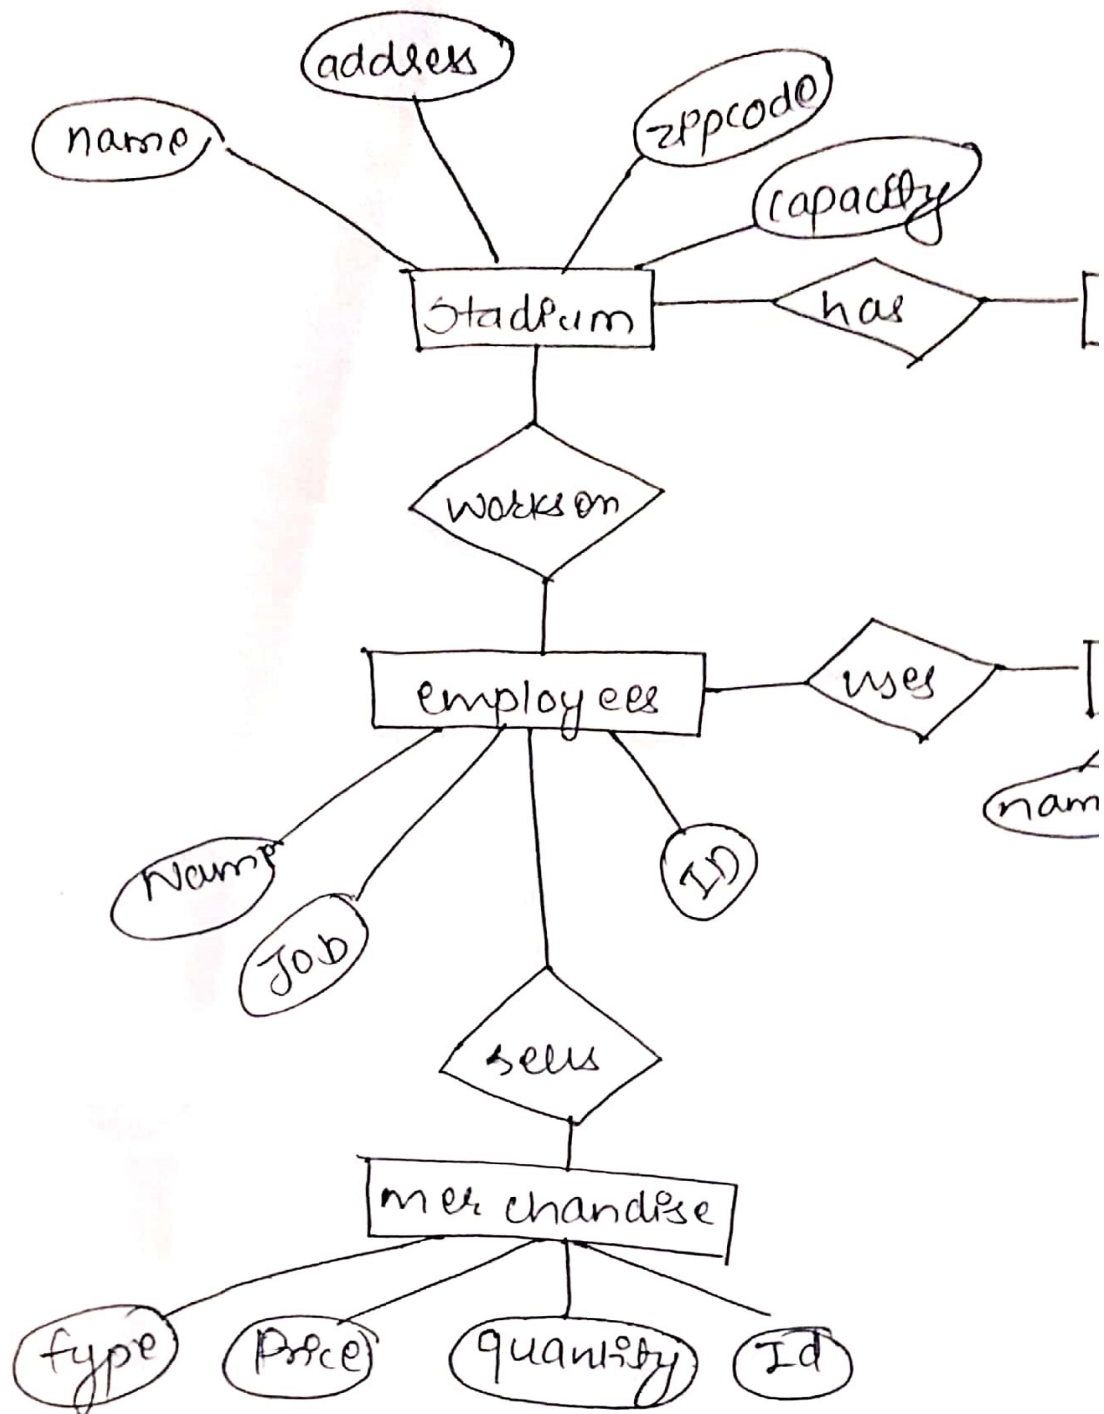 address
name
zipcode
capacity
Stadium
has
works on
employees
uses
nam
Name
ID
Job
sells
merchandise
type
Price
quantity
Id